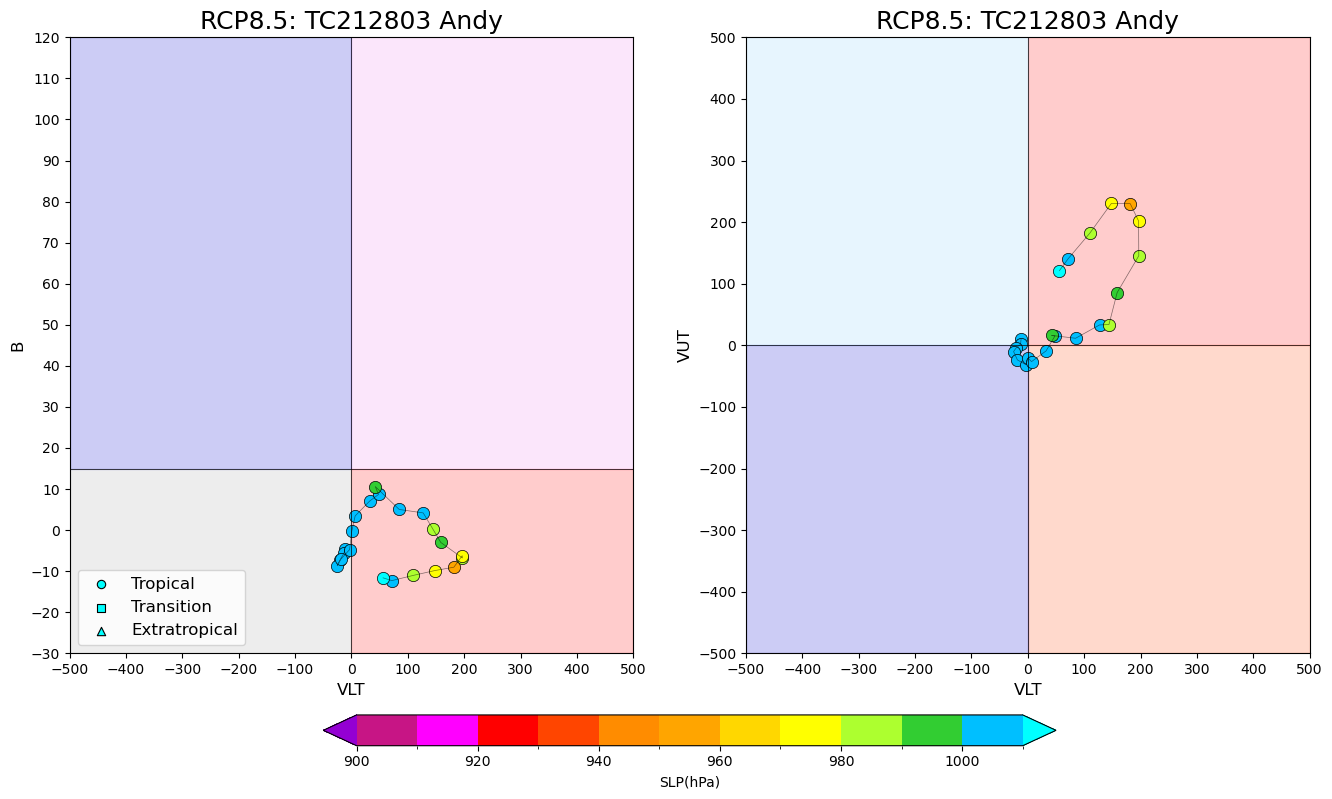 RCP8.5: TC212803 Andy
RCP8.5: TC212803 Andy
120
110
100
90
80
70
60
50
40
30
20
10
0
−10
−20
−30
B
Tropical
Transition
Extratropical
−500 −400 −300 −200 −100 0 100 200 300 400 500
VLT
500
400
300
200
100
0
−100
−200
−300
−400
−500
VUT
−500 −400 −300 −200 −100 0 100 200 300 400 500
VLT
900 920 940 960 980 1000
SLP(hPa)